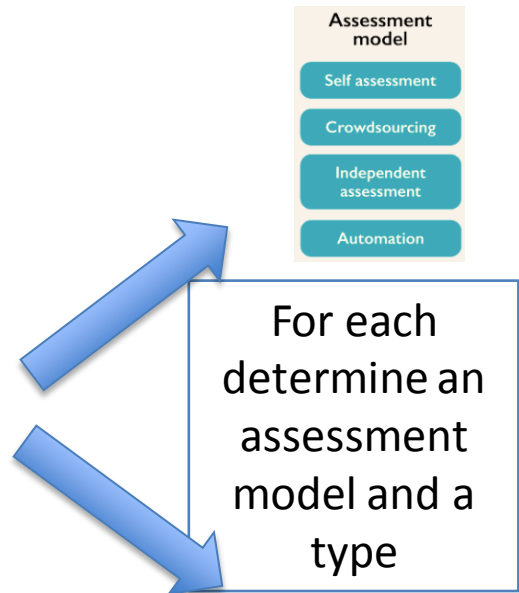 Assessment
model
Self assessment
Crowdsourcing
Independent
assessment
Automation
For each
determine an
assessment
model and a
type